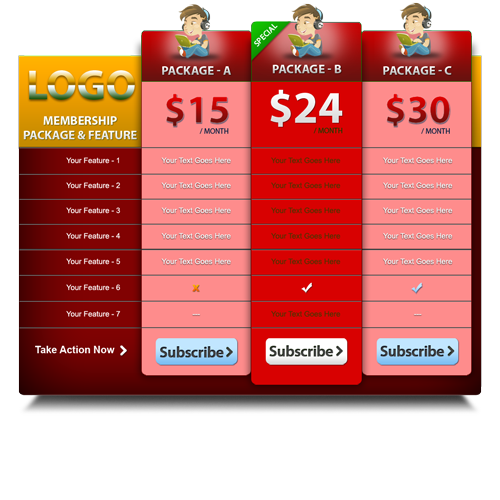 SPECIAL
PACKAGE - A
PACKAGE - B
PACKAGE - C
LOGO
MEMBERSHIP
PACKAGE & FEATURE
$15
/ MONTH
$24
/ MONTH
$30
/ MONTH
Your Feature - 1
Your Text Goes Here
Your Text Goes Here
Your Text Goes Here
Your Feature - 2
Your Text Goes Here
Your Text Goes Here
Your Text Goes Here
Your Feature - 3
Your Text Goes Here
Your Text Goes Here
Your Text Goes Here
Your Feature - 4
Your Text Goes Here
Your Text Goes Here
Your Text Goes Here
Your Feature - 5
Your Text Goes Here
Your Text Goes Here
Your Text Goes Here
Your Feature - 6
Your Feature - 7
—
Your Text Goes Here
—
Take Action Now
Subscribe
Subscribe
Subscribe